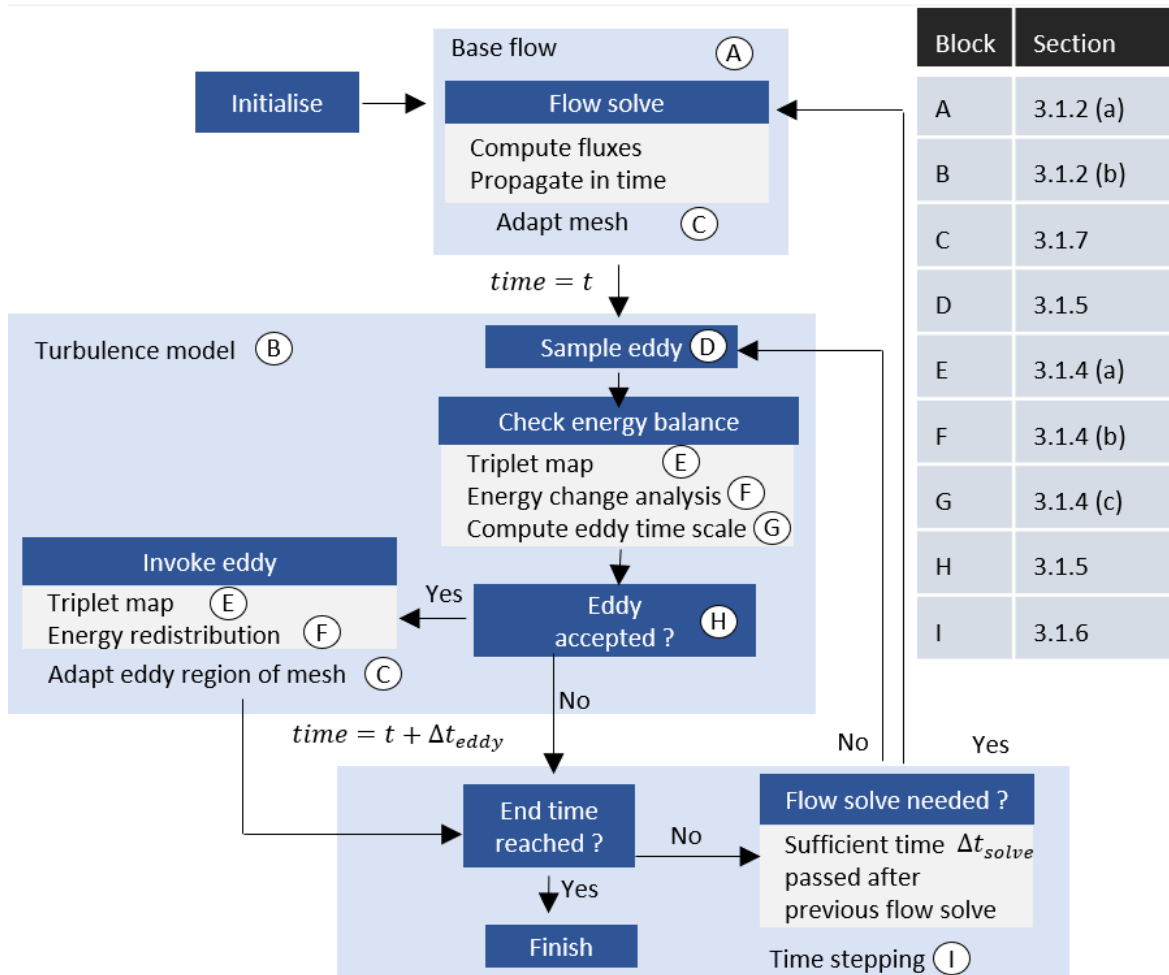 Base flow A
Initialise
Flow solve
Compute fluxes
Propagate in time
Adapt mesh C
time = t
Turbulence model B
Sample eddy D
Check energy balance
Triplet map E
Energy change analysis F
Compute eddy time scale G
Invoke eddy
Triplet map E
Energy redistribution F
Adapt eddy region of mesh C
Yes
Eddy
accepted ? H
No
time = t + Δt_eddy
No
Yes
End time
reached ?
No
Yes
Finish
Flow solve needed ?
Sufficient time Δt_solve
passed after
previous flow solve
Time stepping I
Block Section
A 3.1.2 (a)
B 3.1.2 (b)
C 3.1.7
D 3.1.5
E 3.1.4 (a)
F 3.1.4 (b)
G 3.1.4 (c)
H 3.1.5
I 3.1.6